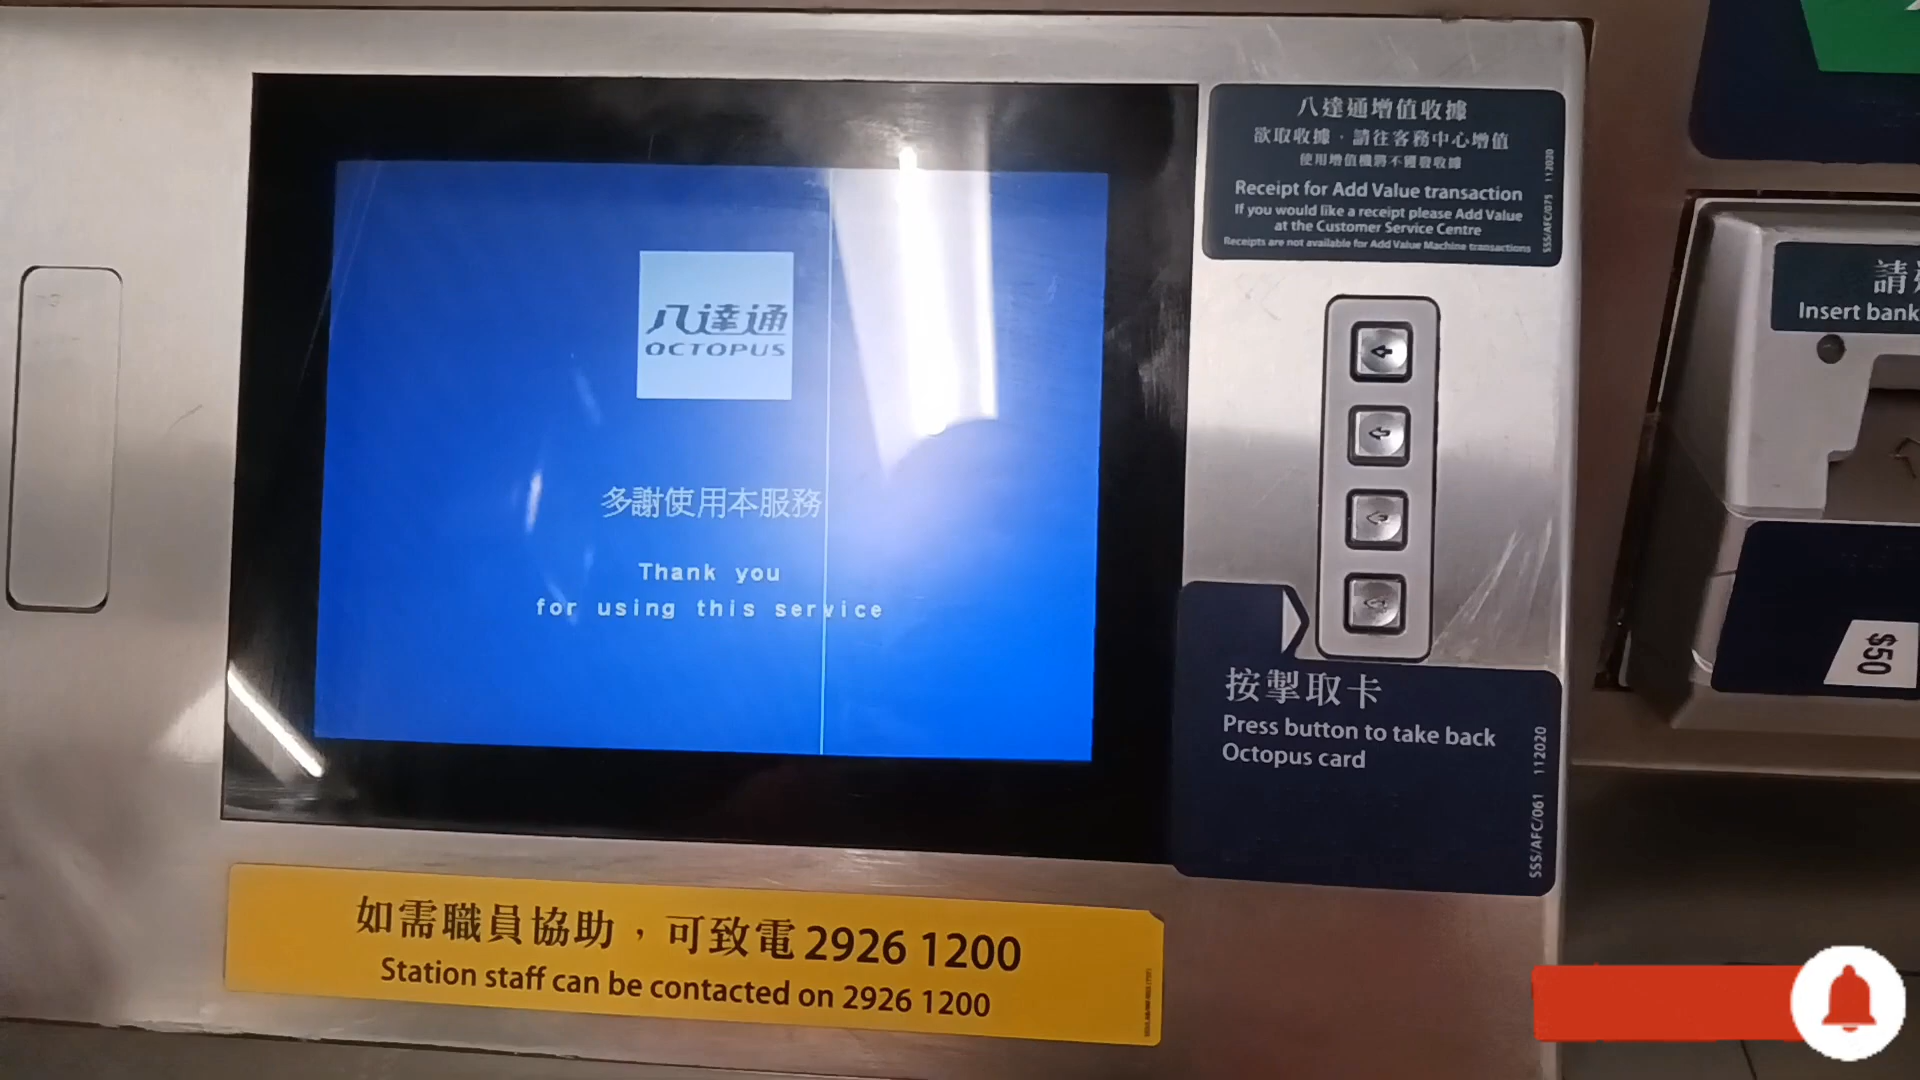 八達通
OCTOPUS
多謝使用本服務
Thank you
for using this service
八達通增值收據
欲取收據，請往客務中心增值
使用增值機將不獲發收據
Receipt for Add Value transaction
If you would like a receipt please Add Value
at the Customer Service Centre
Receipts are not available for Add Value Machine transactions
SSS/AFC/075 112020
按掣取卡
Press button to take back
Octopus card
SSS/AFC/061 112020
如需職員協助，可致電 2926 1200
Station staff can be contacted on 2926 1200
請
Insert bank
$50